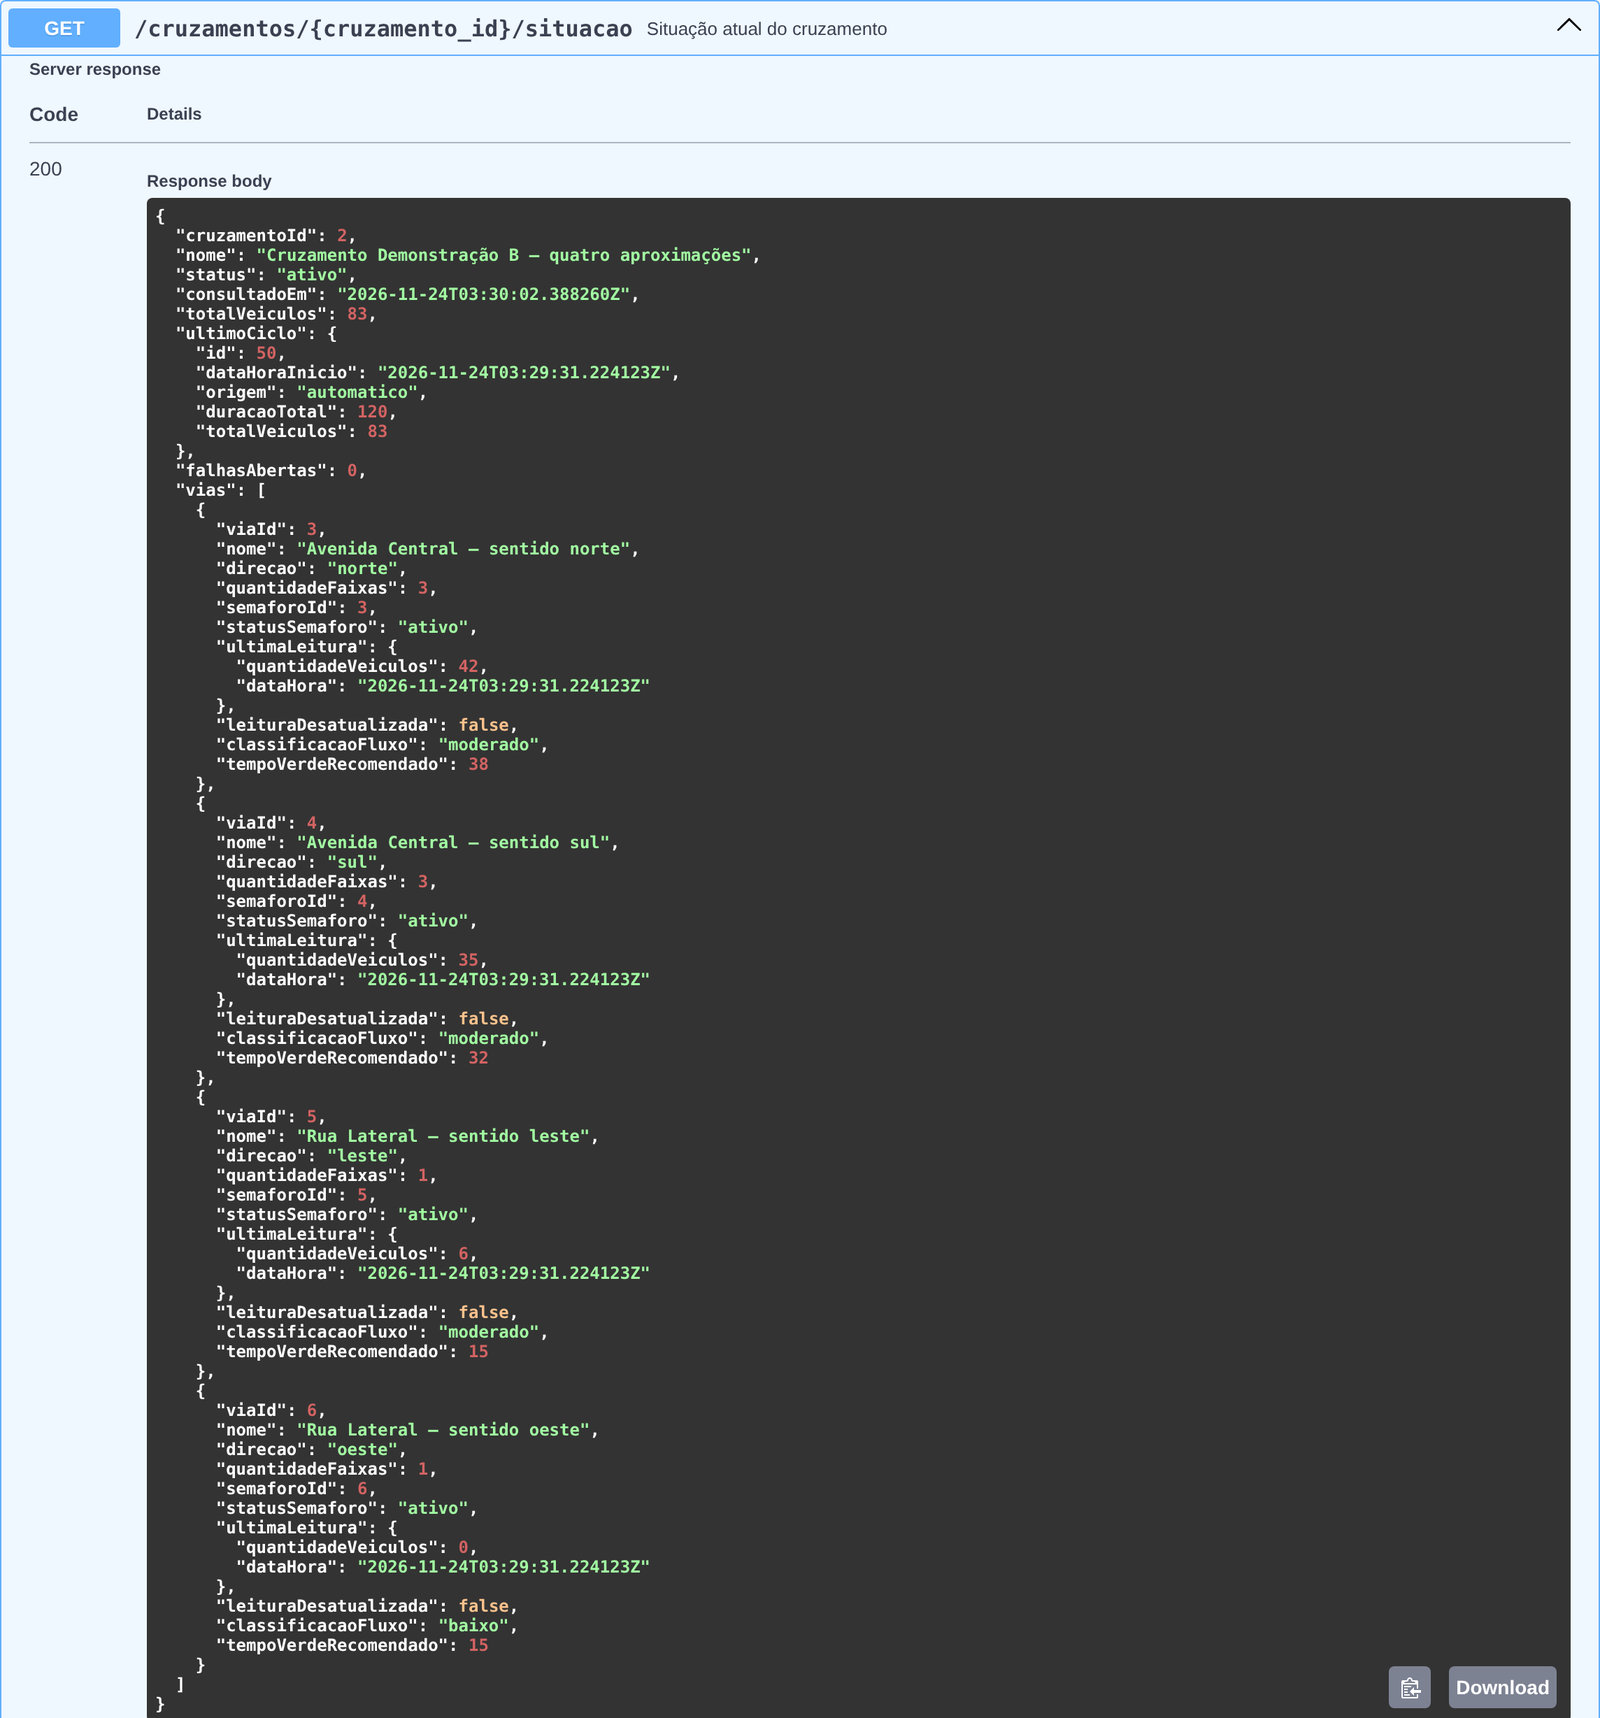 GET /cruzamentos/{cruzamento_id}/situacao Situação atual do cruzamento
Server response
Code Details
200
Response body
{
  "cruzamentoId": 2,
  "nome": "Cruzamento Demonstração B – quatro aproximações",
  "status": "ativo",
  "consultadoEm": "2026-11-24T03:30:02.388260Z",
  "totalVeiculos": 83,
  "ultimoCiclo": {
    "id": 50,
    "dataHoraInicio": "2026-11-24T03:29:31.224123Z",
    "origem": "automatico",
    "duracaoTotal": 120,
    "totalVeiculos": 83
  },
  "falhasAbertas": 0,
  "vias": [
    {
      "viaId": 3,
      "nome": "Avenida Central – sentido norte",
      "direcao": "norte",
      "quantidadeFaixas": 3,
      "semaforoId": 3,
      "statusSemaforo": "ativo",
      "ultimaLeitura": {
        "quantidadeVeiculos": 42,
        "dataHora": "2026-11-24T03:29:31.224123Z"
      },
      "leituraDesatualizada": false,
      "classificacaoFluxo": "moderado",
      "tempoVerdeRecomendado": 38
    },
    {
      "viaId": 4,
      "nome": "Avenida Central – sentido sul",
      "direcao": "sul",
      "quantidadeFaixas": 3,
      "semaforoId": 4,
      "statusSemaforo": "ativo",
      "ultimaLeitura": {
        "quantidadeVeiculos": 35,
        "dataHora": "2026-11-24T03:29:31.224123Z"
      },
      "leituraDesatualizada": false,
      "classificacaoFluxo": "moderado",
      "tempoVerdeRecomendado": 32
    },
    {
      "viaId": 5,
      "nome": "Rua Lateral – sentido leste",
      "direcao": "leste",
      "quantidadeFaixas": 1,
      "semaforoId": 5,
      "statusSemaforo": "ativo",
      "ultimaLeitura": {
        "quantidadeVeiculos": 6,
        "dataHora": "2026-11-24T03:29:31.224123Z"
      },
      "leituraDesatualizada": false,
      "classificacaoFluxo": "moderado",
      "tempoVerdeRecomendado": 15
    },
    {
      "viaId": 6,
      "nome": "Rua Lateral – sentido oeste",
      "direcao": "oeste",
      "quantidadeFaixas": 1,
      "semaforoId": 6,
      "statusSemaforo": "ativo",
      "ultimaLeitura": {
        "quantidadeVeiculos": 0,
        "dataHora": "2026-11-24T03:29:31.224123Z"
      },
      "leituraDesatualizada": false,
      "classificacaoFluxo": "baixo",
      "tempoVerdeRecomendado": 15
    }
  ]
}
Download